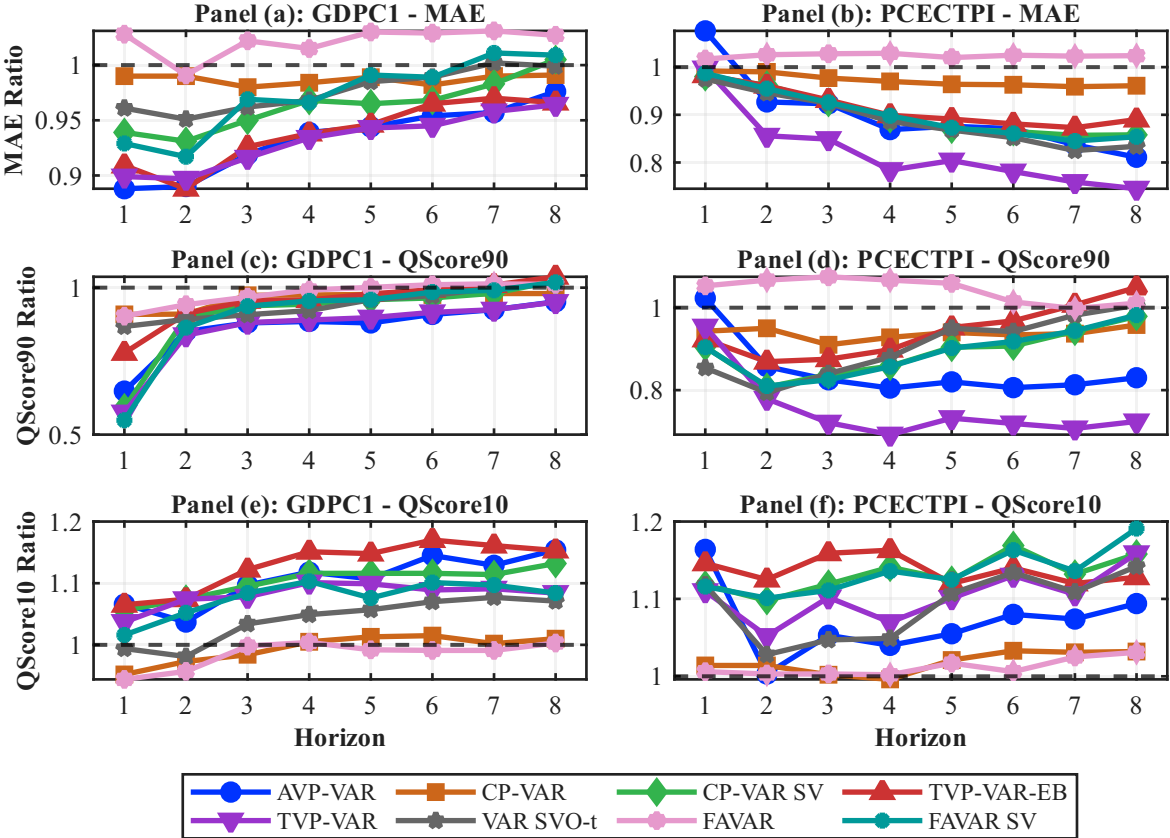 Panel (a): GDPC1 - MAE
MAE Ratio
1
0.95
0.9
1 2 3 4 5 6 7 8
Panel (b): PCECTPI - MAE
1
0.9
0.8
1 2 3 4 5 6 7 8
Panel (c): GDPC1 - QScore90
QScore90 Ratio
1
0.5
1 2 3 4 5 6 7 8
Panel (d): PCECTPI - QScore90
1
0.8
1 2 3 4 5 6 7 8
Panel (e): GDPC1 - QScore10
QScore10 Ratio
1.2
1.1
1
1 2 3 4 5 6 7 8
Horizon
Panel (f): PCECTPI - QScore10
1.2
1.1
1
1 2 3 4 5 6 7 8
Horizon
AVP-VAR CP-VAR CP-VAR SV TVP-VAR-EB
TVP-VAR VAR SVO-t FAVAR FAVAR SV